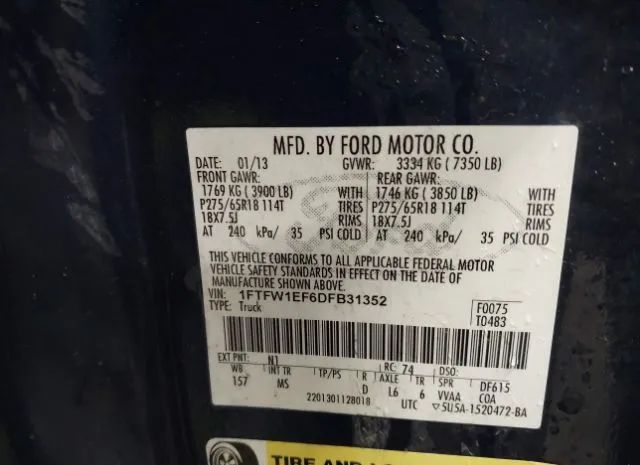 MFD. BY FORD MOTOR CO.
DATE: 01/13 GVWR: 3334 KG ( 7350 LB)
FRONT GAWR: REAR GAWR:
1769 KG ( 3900 LB) WITH 1746 KG ( 3850 LB) WITH
P275/65R18 114T TIRES P275/65R18 114T TIRES
18X7.5J RIMS 18X7.5J RIMS
AT 240 kPa/ 35 PSI COLD AT 240 kPa/ 35 PSI COLD
THIS VEHICLE CONFORMS TO ALL APPLICABLE FEDERAL MOTOR
VEHICLE SAFETY STANDARDS IN EFFECT ON THE DATE OF
MANUFACTURE SHOWN ABOVE.
VIN: 1FTFW1EF6DFB31352 F0075
TYPE: Truck T0483
EXT PNT: N1 RC: 74 DSO:
WB INT TR TP/PS R AXLE TR SPR DF615
157 MS D L6 6 VVAA COA
2201301128018 UTC ▽5U5A-1520472-BA
TIRE AND